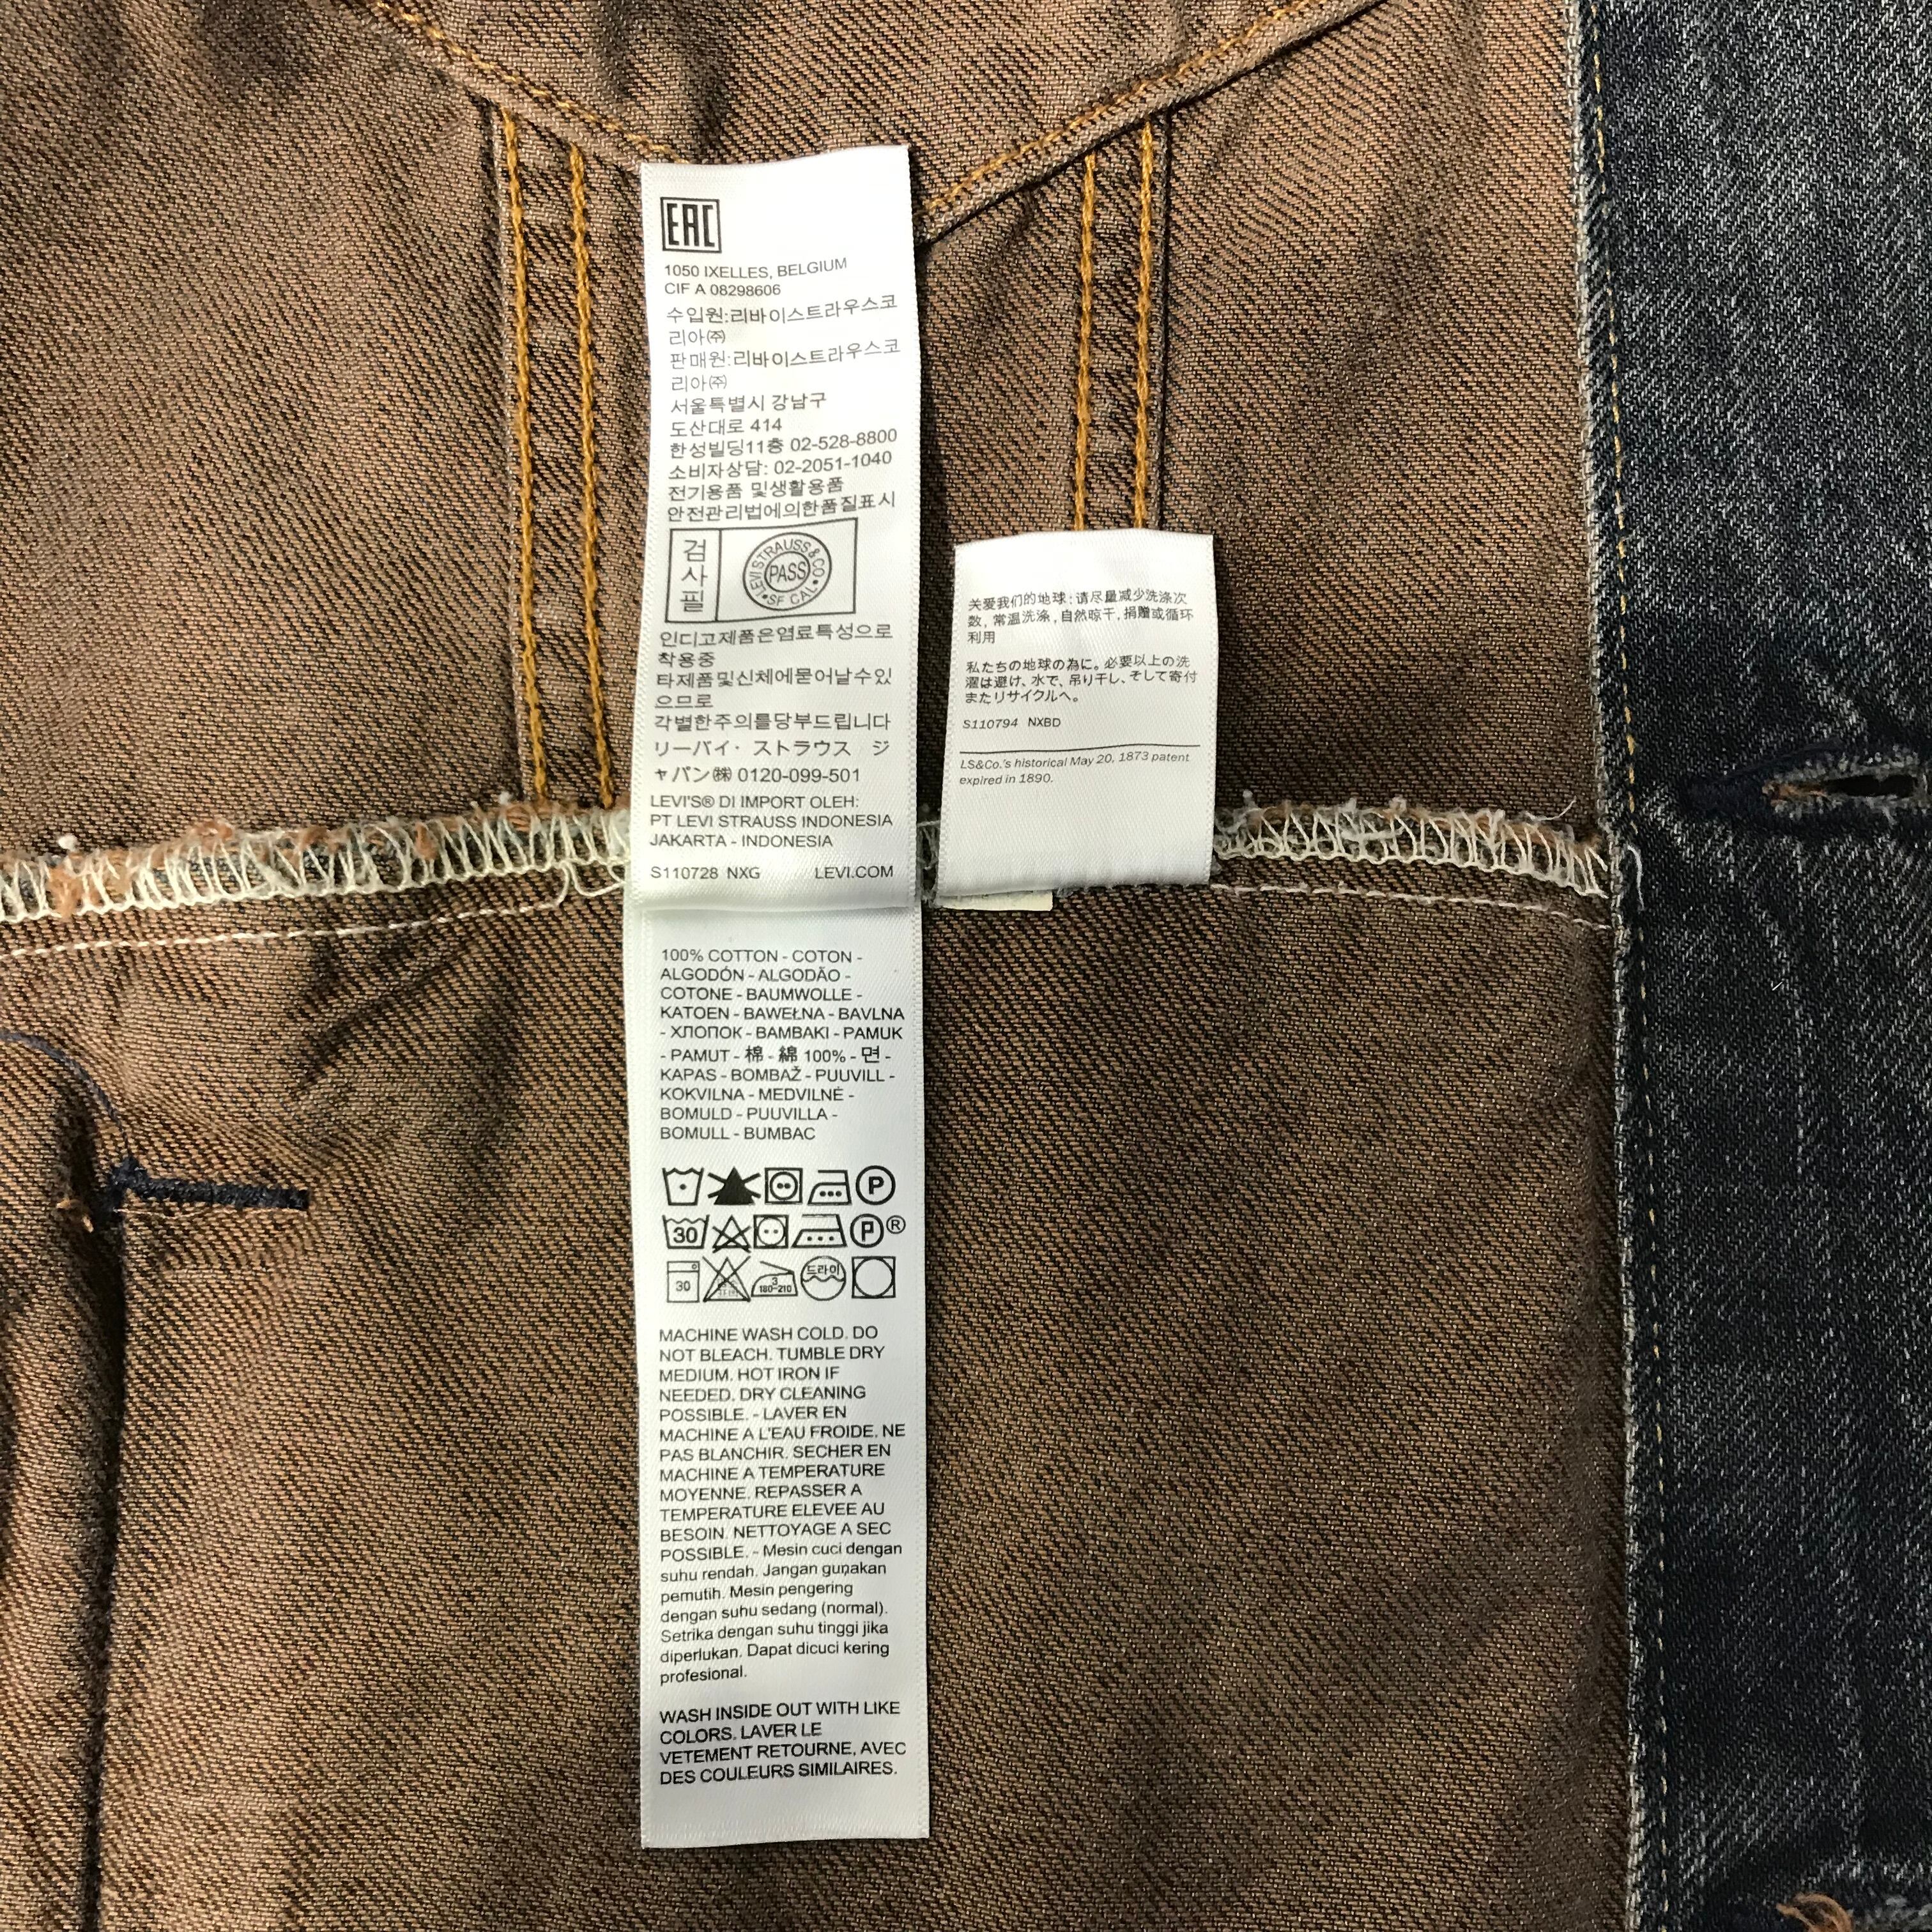 EAC
1050 IXELLES, BELGIUM
CIF A 08298606
수입원:리바이스트라우스코
리아㈜
판매원:리바이스트라우스코
리아㈜
서울특별시 강남구
도산대로 414
한성빌딩11층 02-528-8800
소비자상담: 02-2051-1040
전기용품 및생활용품
안전관리법에의한품질표시
검
사
필
LEVI STRAUSS & CO
PASS
SF CAL
인디고제품은염료특성으로
착용중
타제품및신체에묻어날수있
으므로
각별한주의를당부드립니다
リーバイ・ ストラウス ジ
ャパン㈱ 0120-099-501
LEVI'S® DI IMPORT OLEH:
PT LEVI STRAUSS INDONESIA
JAKARTA - INDONESIA
S110728 NXG LEVI.COM
关爱我们的地球:请尽量减少洗涤次
数, 常温洗涤, 自然晾干, 捐赠或循环
利用
私たちの地球の為に。必要以上の洗
濯は避け、水で、吊り干し、そして寄付
またリサイクルへ。
S110794 NXBD
LS&Co.'s historical May 20, 1873 patent
expired in 1890.
100% COTTON - COTON -
ALGODÓN - ALGODÃO -
COTONE - BAUMWOLLE -
KATOEN - BAWEŁNA - BAVLNA
- ХЛОПОК - BAMBAKI - PAMUK
- PAMUT - 棉 - 綿 100% - 면 -
KAPAS - BOMBAŽ - PUUVILL -
KOKVILNA - MEDVILNĖ -
BOMULD - PUUVILLA -
BOMULL - BUMBAC
P
30 P®
30 3 180-210 드라이
MACHINE WASH COLD. DO
NOT BLEACH. TUMBLE DRY
MEDIUM. HOT IRON IF
NEEDED. DRY CLEANING
POSSIBLE. - LAVER EN
MACHINE A L'EAU FROIDE. NE
PAS BLANCHIR. SECHER EN
MACHINE A TEMPERATURE
MOYENNE. REPASSER A
TEMPERATURE ELEVEE AU
BESOIN. NETTOYAGE A SEC
POSSIBLE. - Mesin cuci dengan
suhu rendah. Jangan gunakan
pemutih. Mesin pengering
dengan suhu sedang (normal).
Setrika dengan suhu tinggi jika
diperlukan. Dapat dicuci kering
profesional.
WASH INSIDE OUT WITH LIKE
COLORS. LAVER LE
VETEMENT RETOURNE, AVEC
DES COULEURS SIMILAIRES.